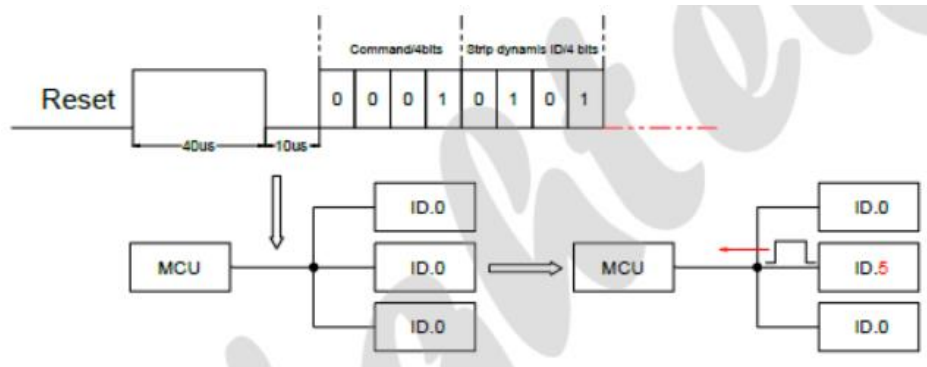 Command/4bits Strip dynamis ID/4 bits
Reset 0 0 0 1 0 1 0 1
40us 10us
ID.0 ID.0
MCU ID.0 MCU ID.5
ID.0 ID.0